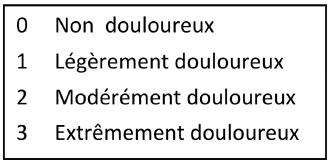 0 Non douloureux
1 Légèrement douloureux
2 Modérément douloureux
3 Extrêmement douloureux